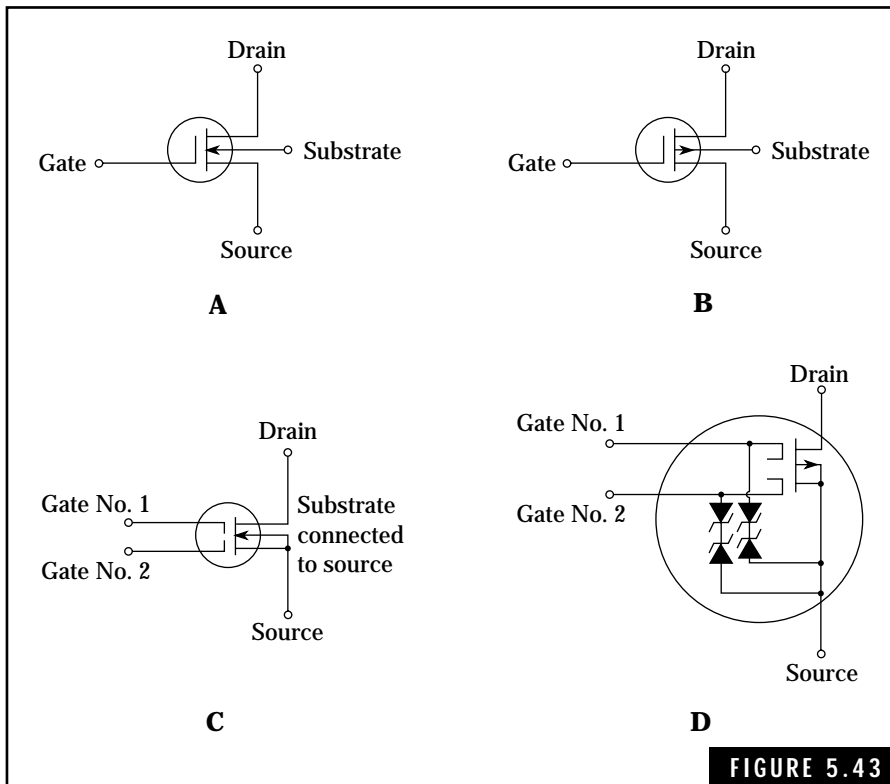 Drain
Gate
Substrate
Source
A
Drain
Gate
Substrate
Source
B
Drain
Gate No. 1
Gate No. 2
Substrate
connected
to source
Source
C
Drain
Gate No. 1
Gate No. 2
Source
D
FIGURE 5.43